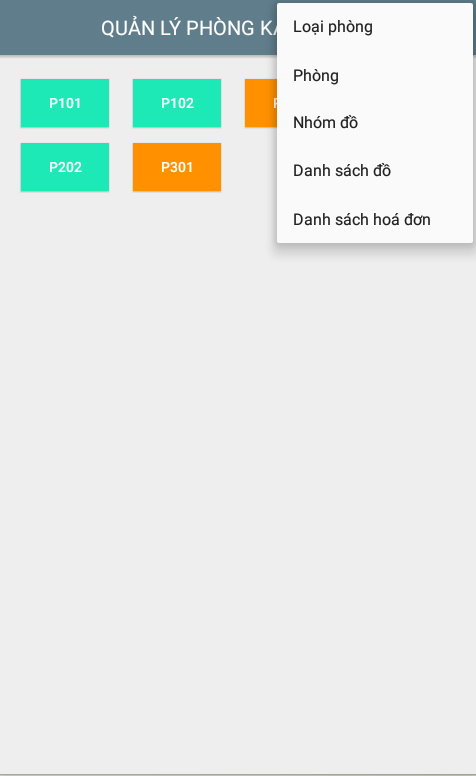 QUẢN LÝ PHÒNG
Loại phòng
Phòng
Nhóm đồ
Danh sách đồ
Danh sách hoá đơn
P101
P102
P202
P301